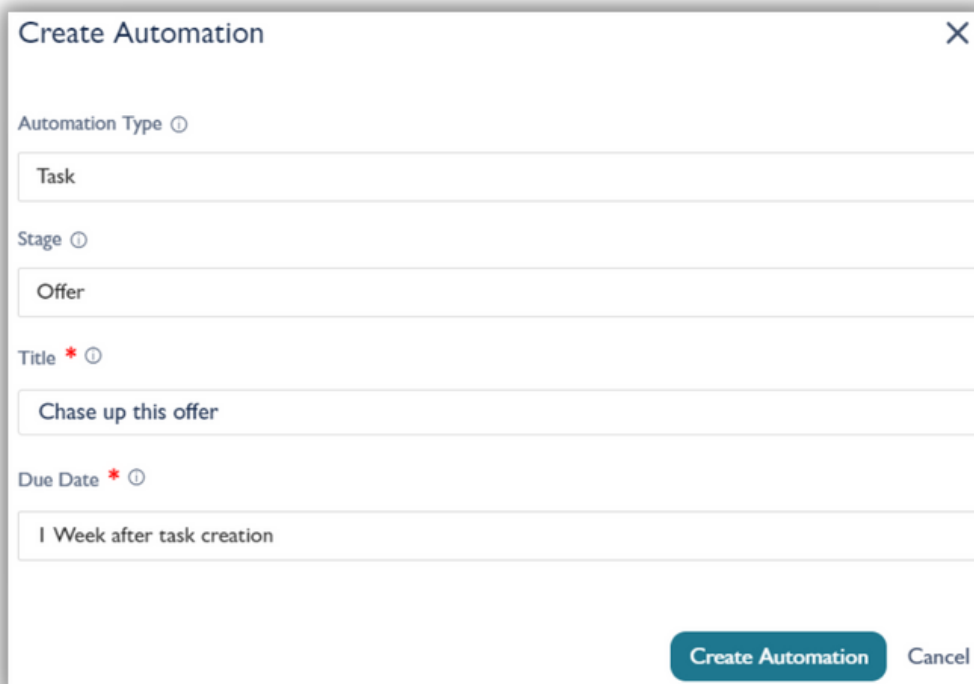 Create Automation
Automation Type
Task
Stage
Offer
Title *
Chase up this offer
Due Date *
1 Week after task creation
Create Automation Cancel